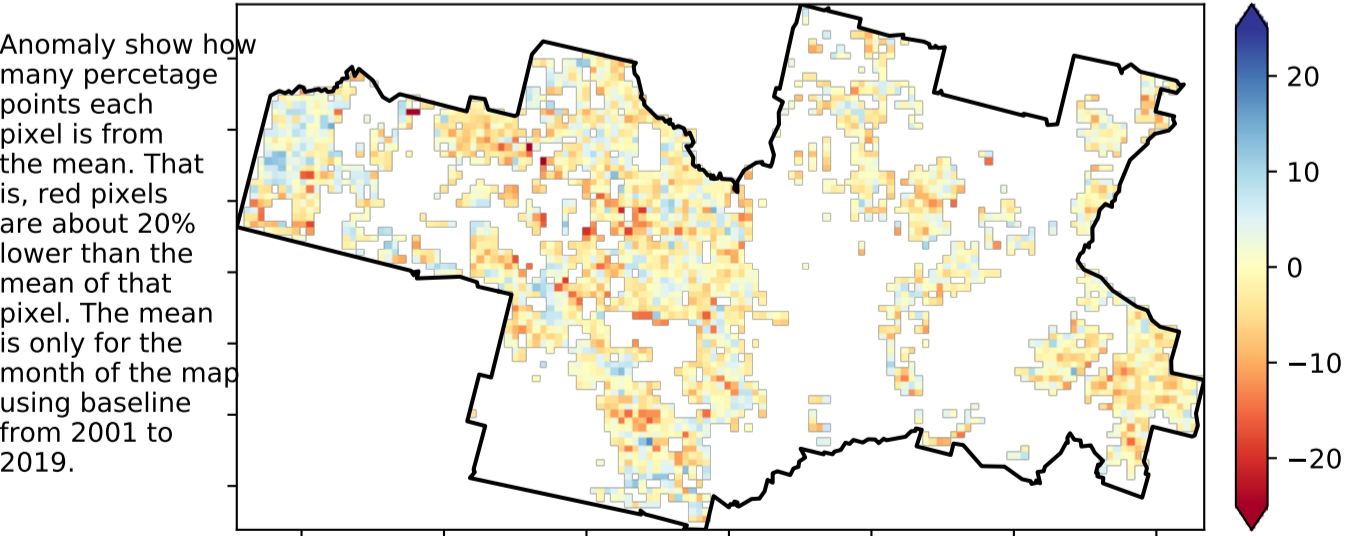 Anomaly show how
many percetage
points each
pixel is from
the mean. That
is, red pixels
are about 20%
lower than the
mean of that
pixel. The mean
is only for the
month of the map
using baseline
from 2001 to
2019.
20
10
0
−10
−20